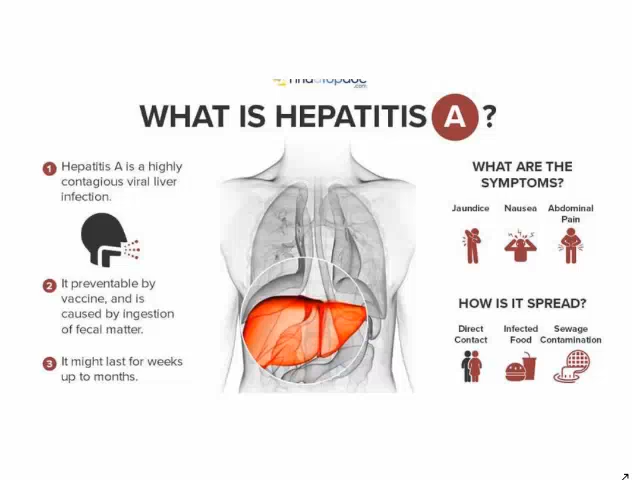 findatopdoc
.com
WHAT IS HEPATITIS A ?
1 Hepatitis A is a highly
contagious viral liver
infection.
2 It preventable by
vaccine, and is
caused by ingestion
of fecal matter.
3 It might last for weeks
up to months.
WHAT ARE THE
SYMPTOMS?
Jaundice Nausea Abdominal
Pain
HOW IS IT SPREAD?
Direct Infected Sewage
Contact Food Contamination